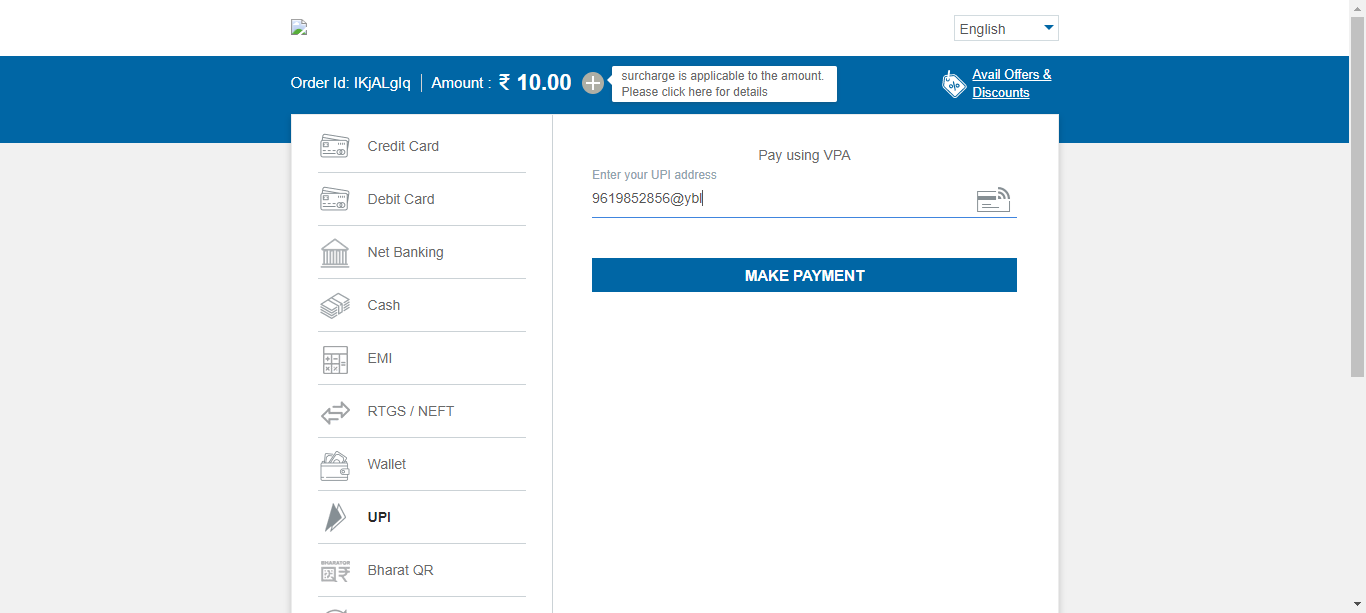 English
Order Id: IKjALgIq
Amount : ₹ 10.00
surcharge is applicable to the amount.
Please click here for details
Avail Offers &
Discounts
Credit Card
Debit Card
Net Banking
Cash
EMI
RTGS / NEFT
Wallet
UPI
BHARATQR
Bharat QR
Pay using VPA
Enter your UPI address
9619852856@ybl
MAKE PAYMENT